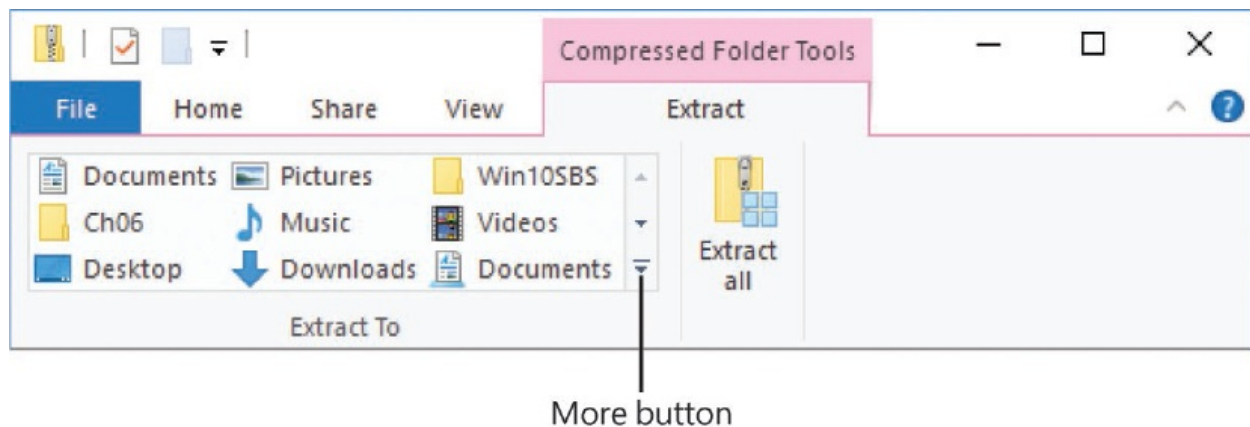 Compressed Folder Tools
File Home Share View Extract ?
Documents Pictures Win10SBS
Ch06 Music Videos
Desktop Downloads Documents
Extract
all
Extract To
More button